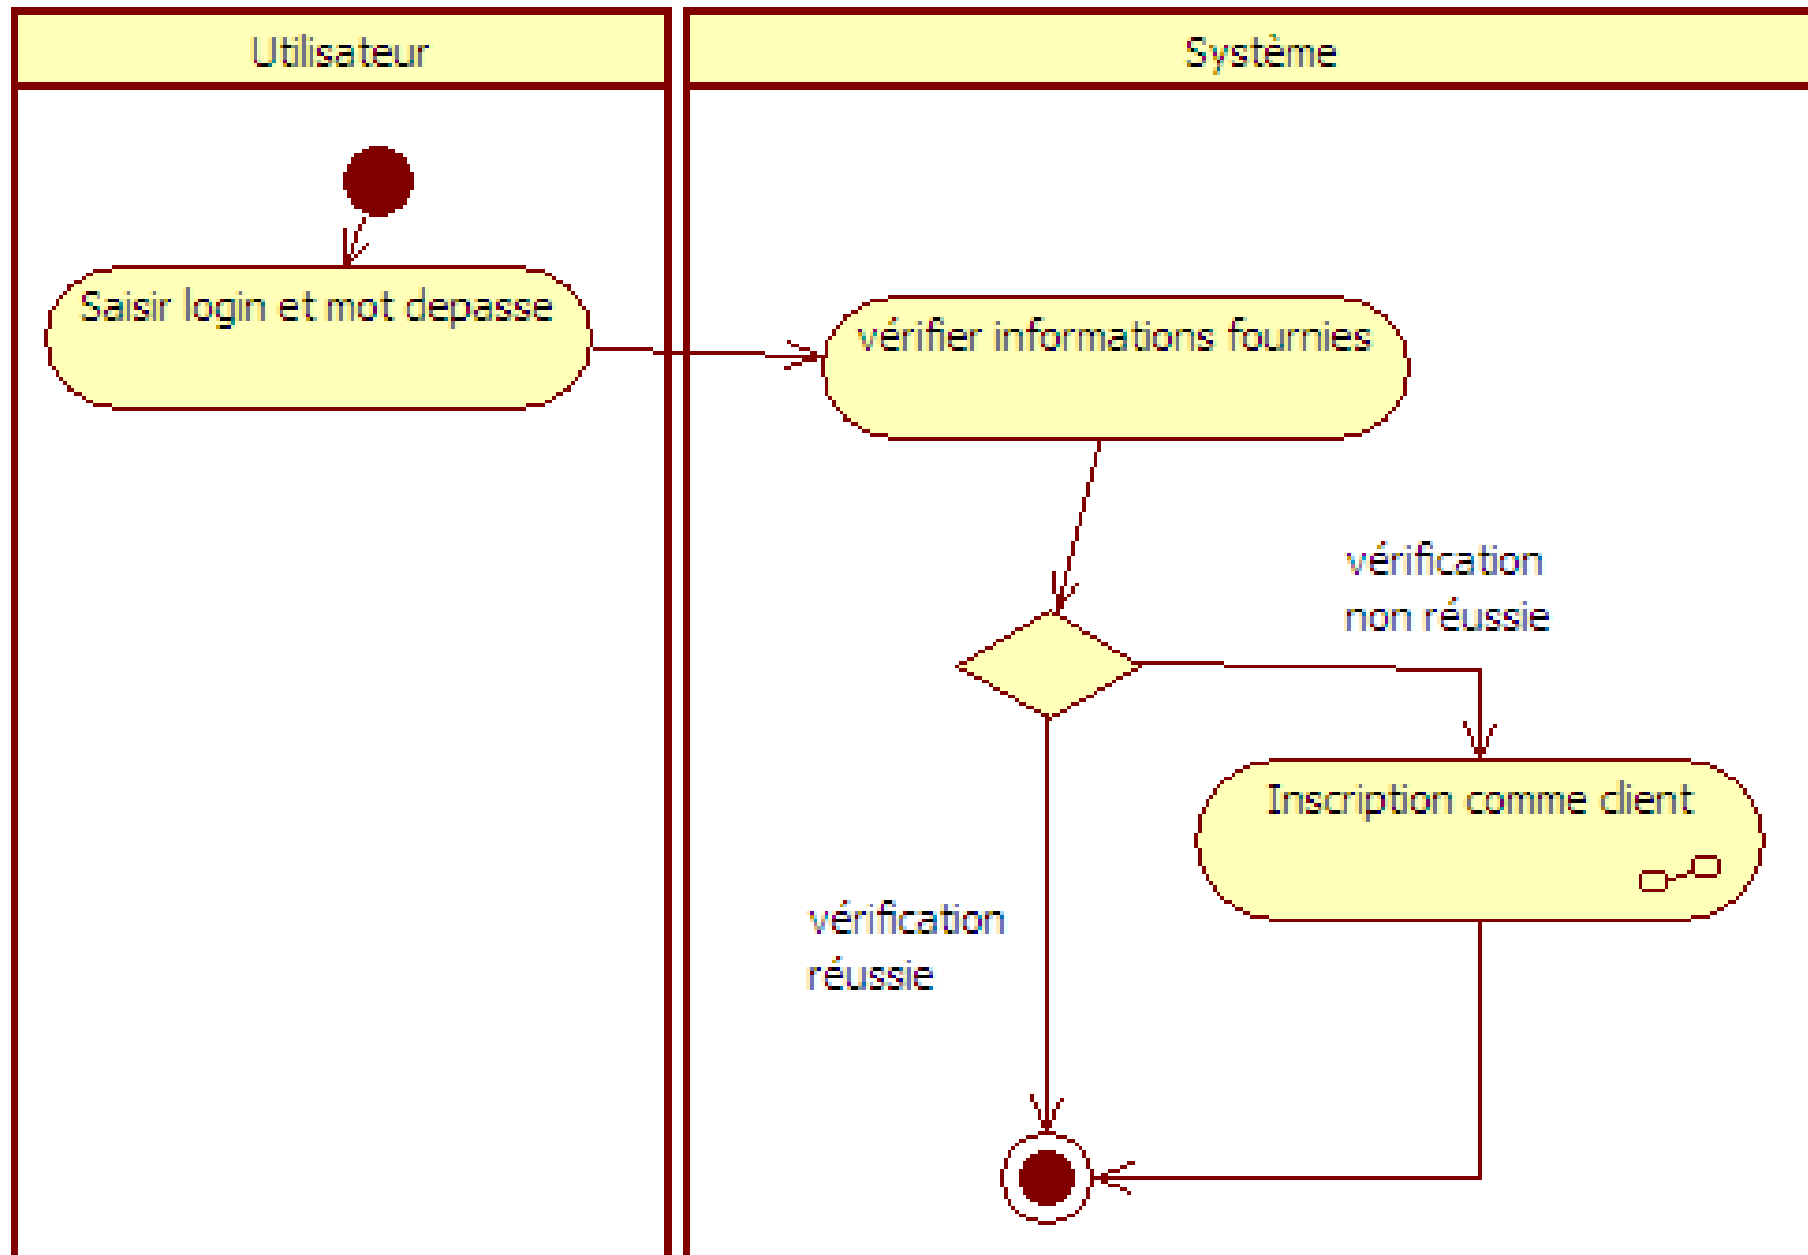 Utilisateur
Système
Saisir login et mot depasse
vérifier informations fournies
vérification
non réussie
Inscription comme client
vérification
réussie